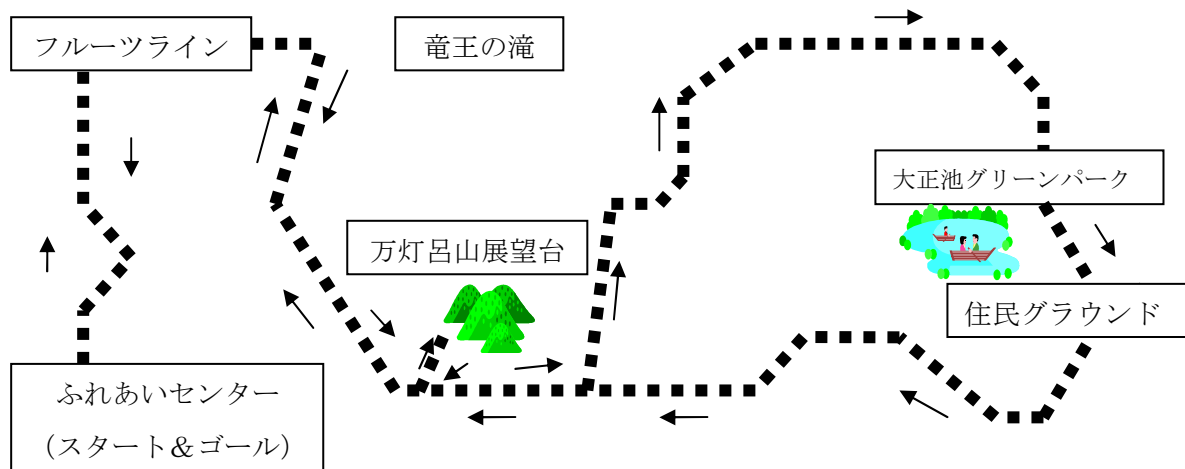 フルーツライン
竜王の滝
大正池グリーンパーク
万灯呂山展望台
住民グラウンド
ふれあいセンター
（スタート＆ゴール）